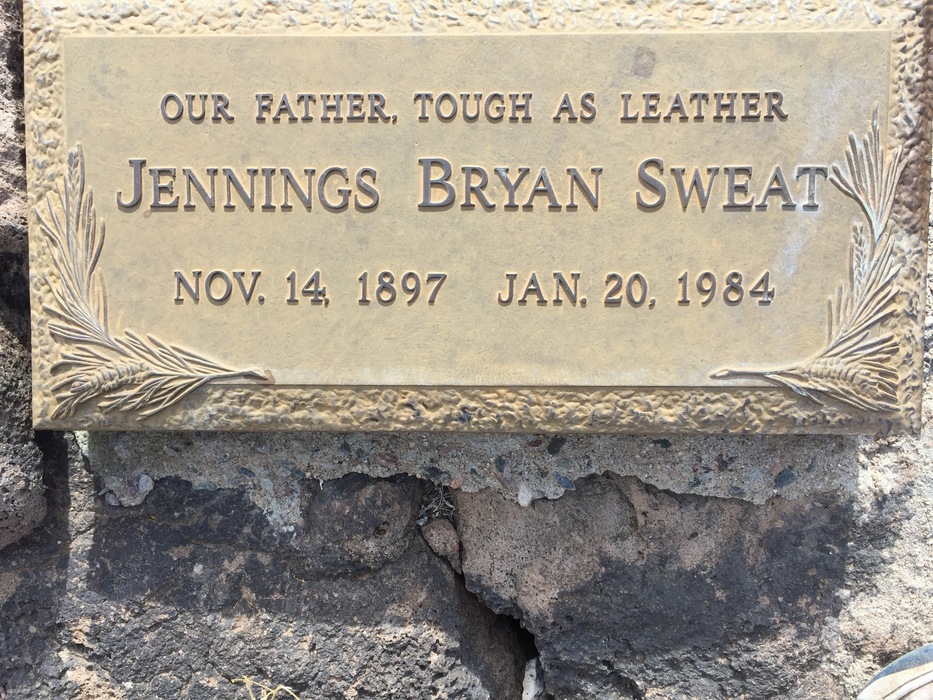 OUR FATHER, TOUGH AS LEATHER
JENNINGS BRYAN SWEAT
NOV. 14, 1897 JAN. 20, 1984